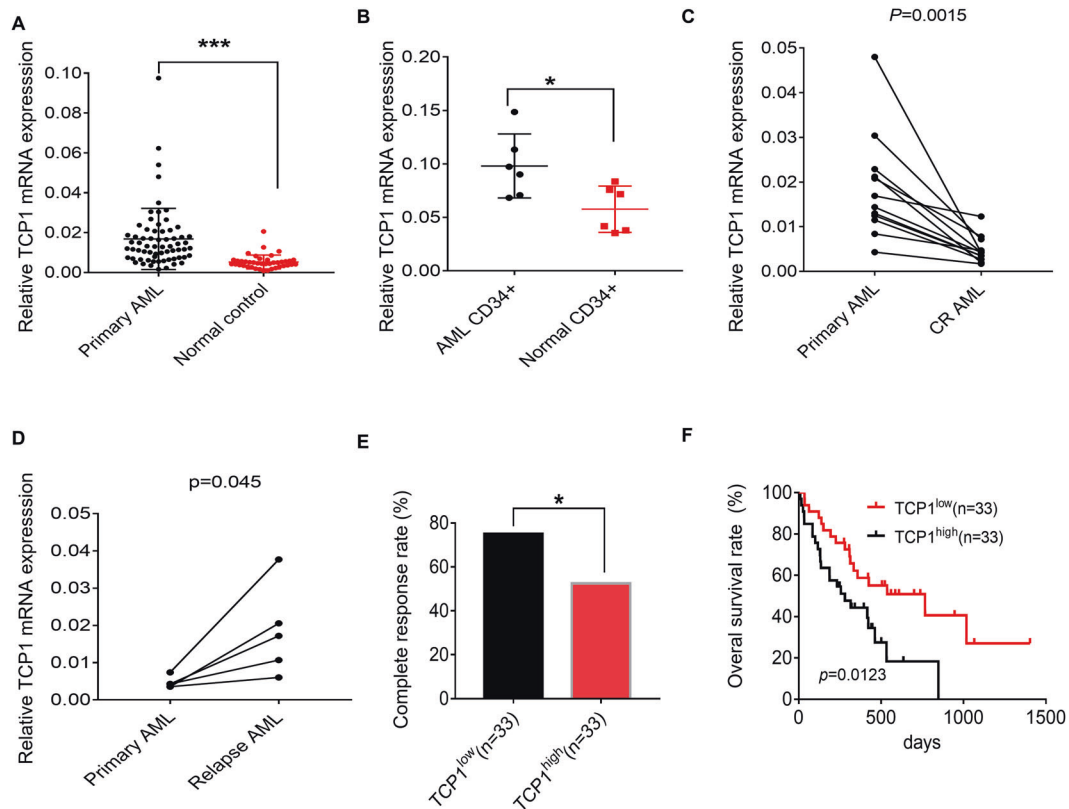 A
Relative TCP1 mRNA expresssion
***
0.10
0.08
0.06
0.04
0.02
0.00
Primary AML
Normal control
B
Relative TCP1 mRNA expresssion
*
0.20
0.15
0.10
0.05
0.00
AML CD34+
Normal CD34+
C
P=0.0015
Relative TCP1 mRNA expresssion
0.05
0.04
0.03
0.02
0.01
0.00
Primary AML
CR AML
D
p=0.045
Relative TCP1 mRNA expresssion
0.05
0.04
0.03
0.02
0.01
0.00
Primary AML
Relapse AML
E
Complete response rate (%)
*
80
60
40
20
0
TCP1low(n=33)
TCP1high(n=33)
F
Overal survival rate (%)
100
80
60
40
20
0
TCP1low(n=33)
TCP1high(n=33)
p=0.0123
0
500
1000
1500
days